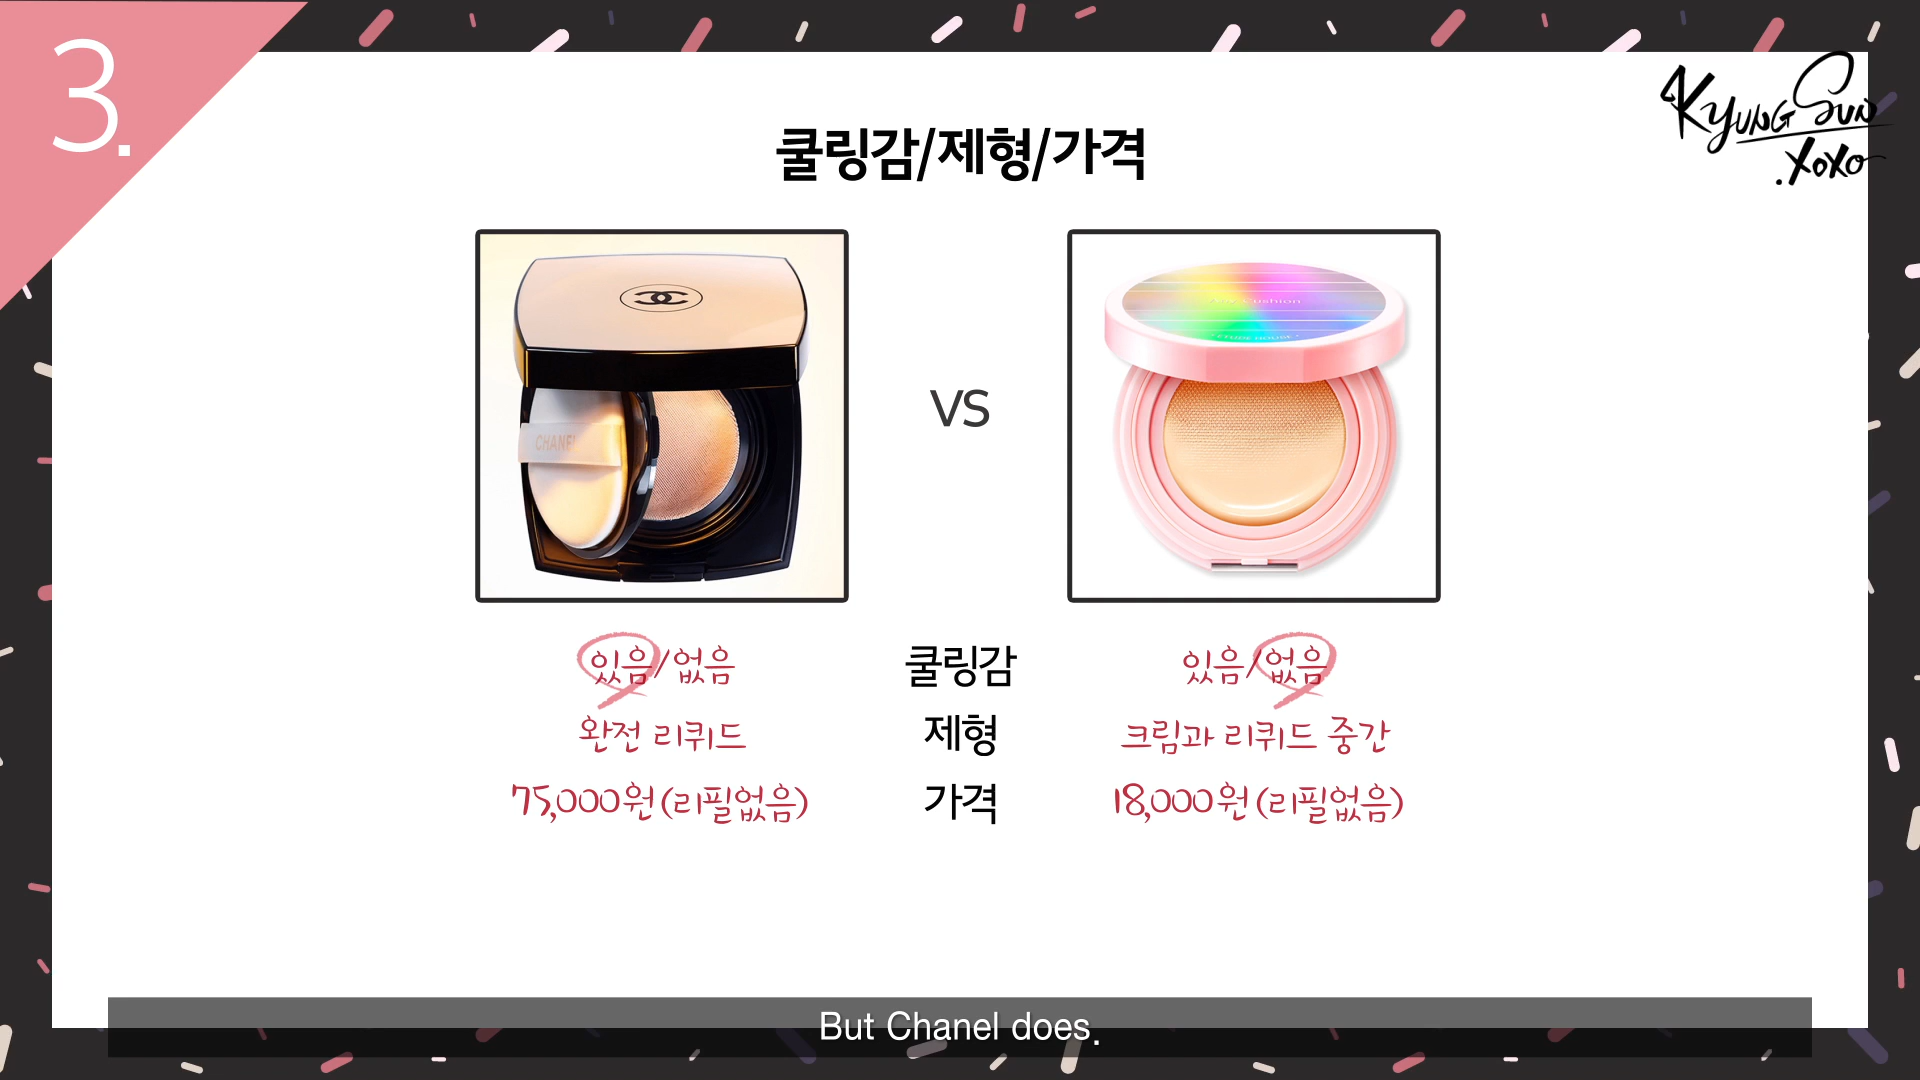 3.
Kyung Sun
.xoxo
쿨링감/제형/가격
CHANEL
VS
Cushion
있음/없음 쿨링감 있음/없음
완전 리퀴드 제형 크림과 리퀴드 중간
75,000원(리필없음) 가격 18,000원(리필없음)
But Chanel does.